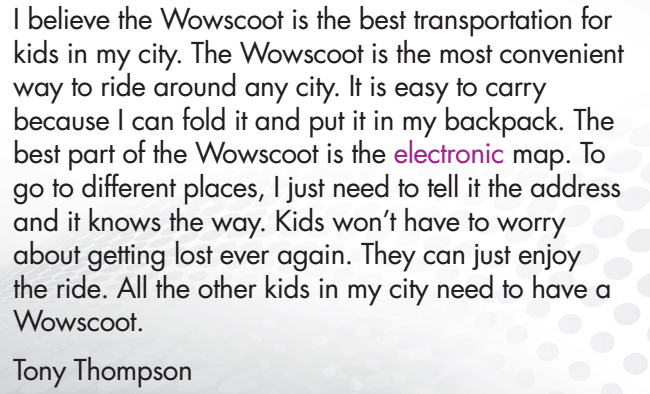 I believe the Wowscoot is the best transportation for
kids in my city. The Wowscoot is the most convenient
way to ride around any city. It is easy to carry
because I can fold it and put it in my backpack. The
best part of the Wowscoot is the electronic map. To
go to different places, I just need to tell it the address
and it knows the way. Kids won’t have to worry
about getting lost ever again. They can just enjoy
the ride. All the other kids in my city need to have a
Wowscoot.
Tony Thompson